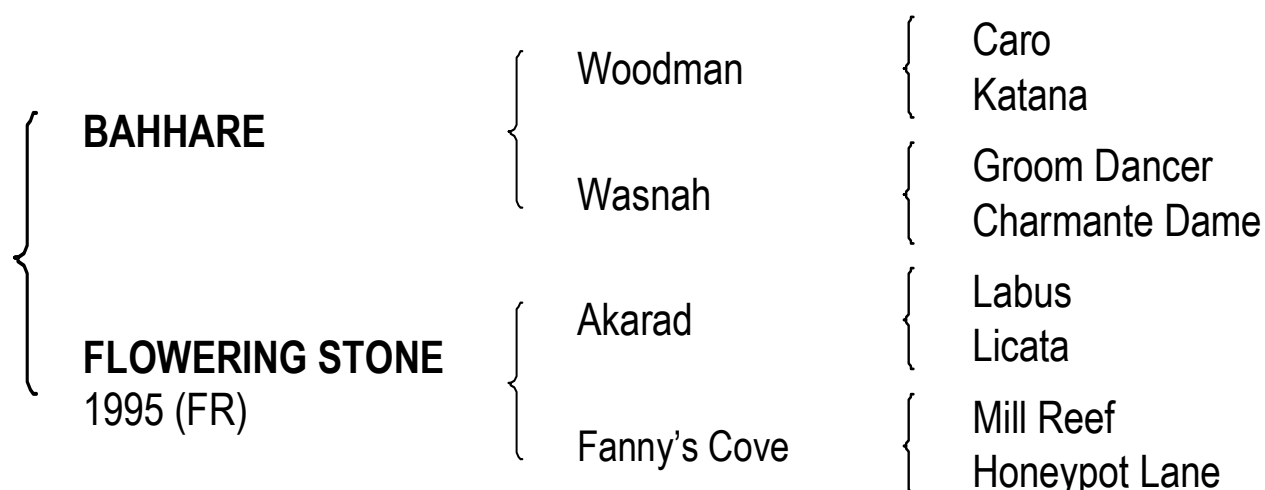 BAHHARE
FLOWERING STONE
1995 (FR)
Woodman
Wasnah
Akarad
Fanny's Cove
Caro
Katana
Groom Dancer
Charmante Dame
Labus
Licata
Mill Reef
Honeypot Lane